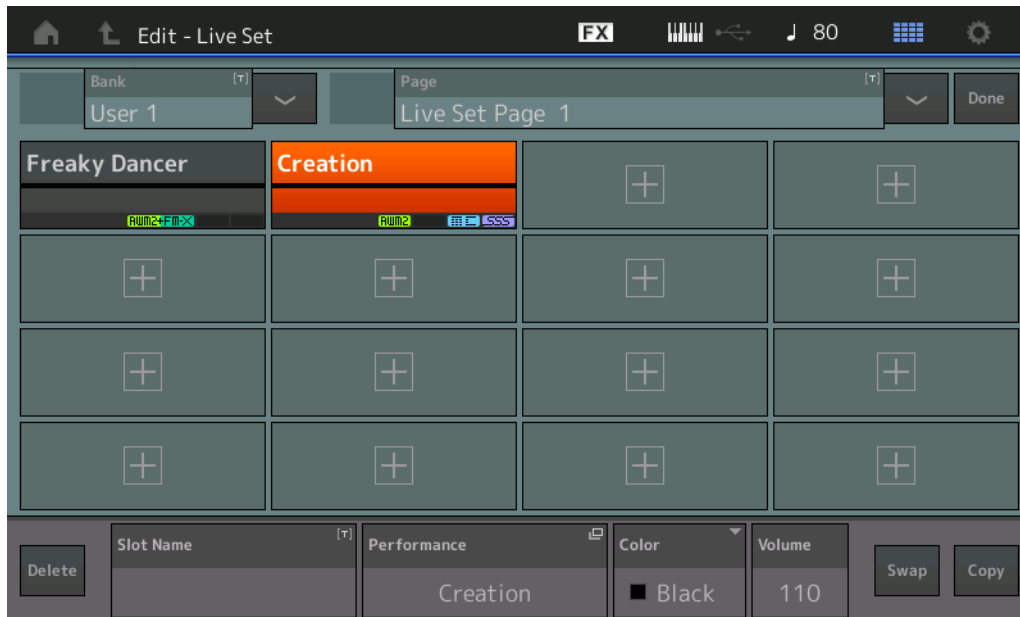 Edit - Live Set
FX
80
Bank [T]
User 1
Page [T]
Live Set Page 1
Done
Freaky Dancer
AWM2+FM-X
Creation
AWM2
SSS
Delete
Slot Name [T]
Performance
Creation
Color
Black
Volume
110
Swap
Copy